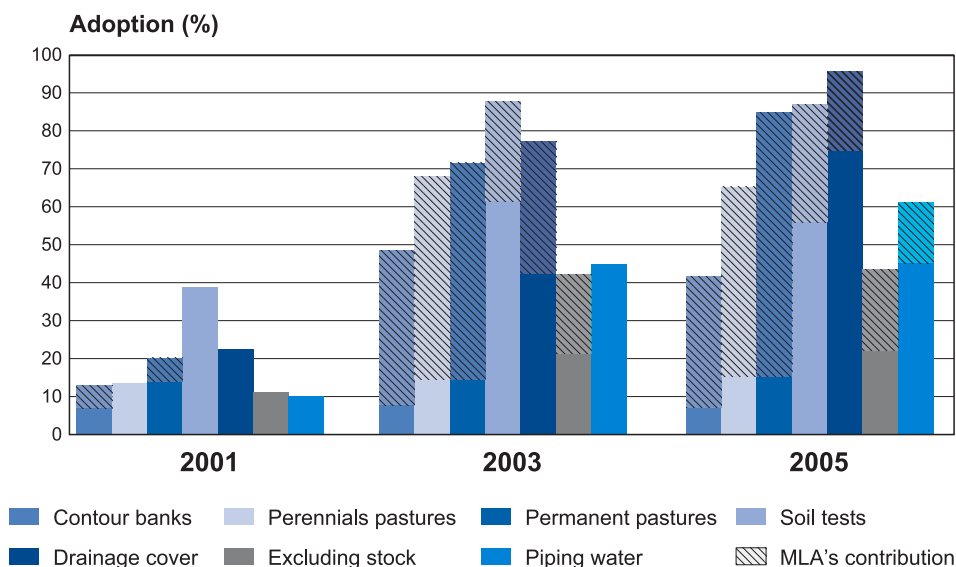 Adoption (%)
100
90
80
70
60
50
40
30
20
10
0
2001 2003 2005
Contour banks Perennials pastures Permanent pastures Soil tests
Drainage cover Excluding stock Piping water MLA's contribution